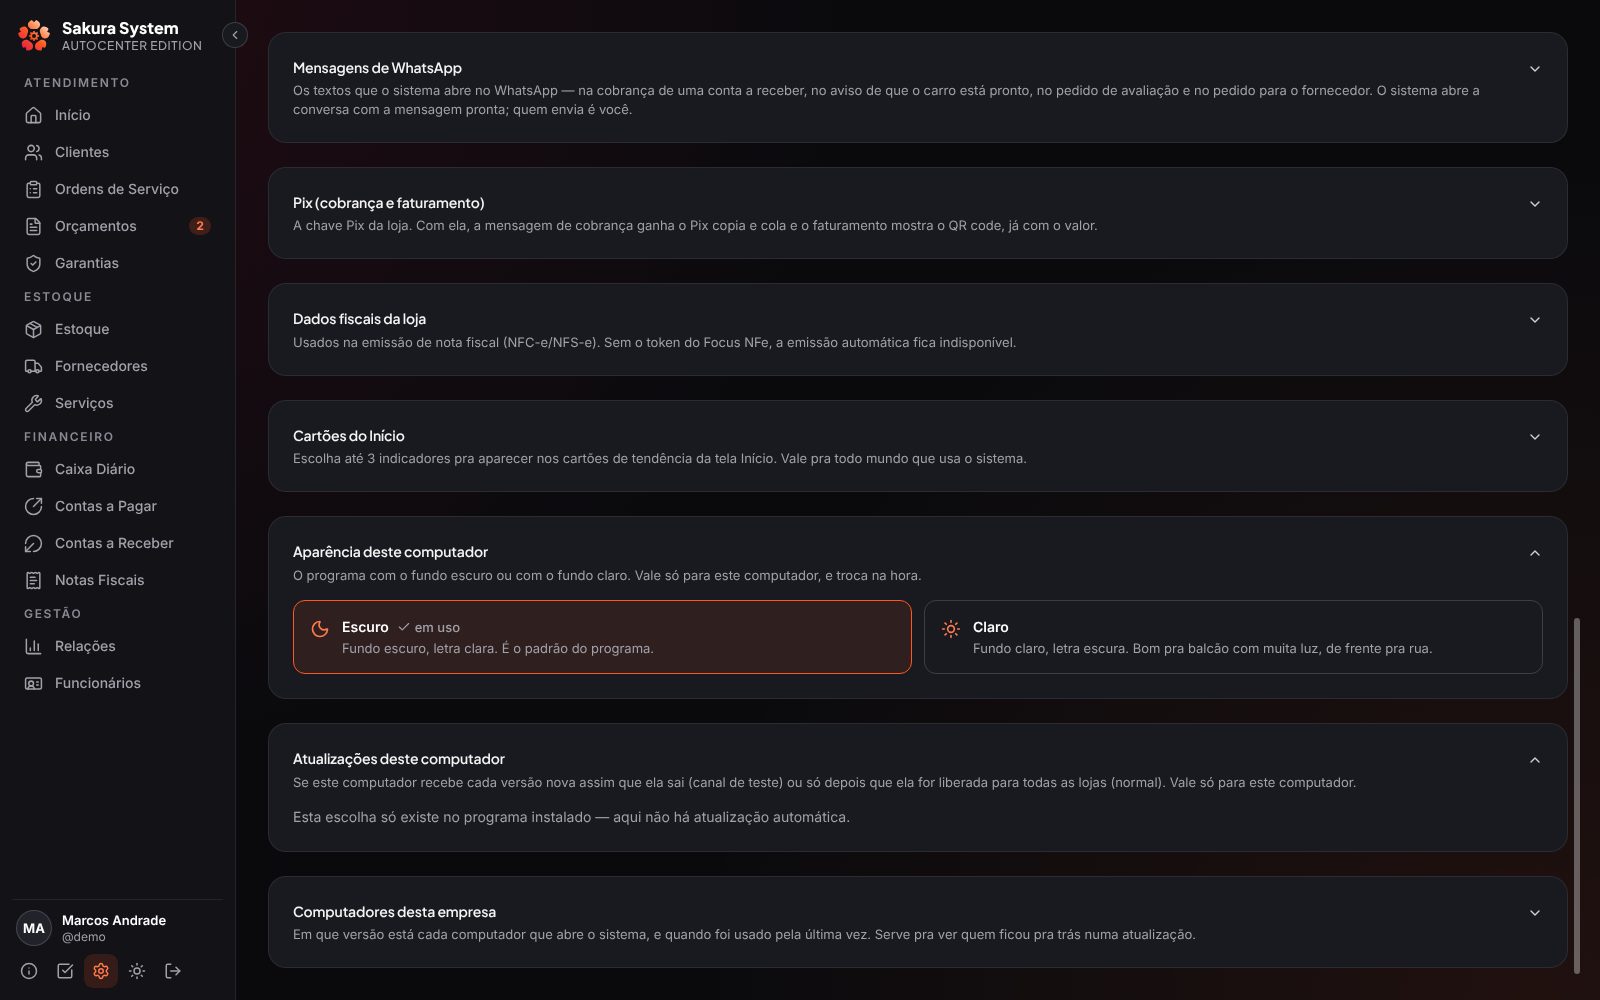 Sakura System
AUTOCENTER EDITION
ATENDIMENTO
Início
Clientes
Ordens de Serviço
Orçamentos
2
Garantias
ESTOQUE
Estoque
Fornecedores
Serviços
FINANCEIRO
Caixa Diário
Contas a Pagar
Contas a Receber
Notas Fiscais
GESTÃO
Relações
Funcionários
MA
Marcos Andrade
@demo
Mensagens de WhatsApp
Os textos que o sistema abre no WhatsApp — na cobrança de uma conta a receber, no aviso de que o carro está pronto, no pedido de avaliação e no pedido para o fornecedor. O sistema abre a
conversa com a mensagem pronta; quem envia é você.
Pix (cobrança e faturamento)
A chave Pix da loja. Com ela, a mensagem de cobrança ganha o Pix copia e cola e o faturamento mostra o QR code, já com o valor.
Dados fiscais da loja
Usados na emissão de nota fiscal (NFC-e/NFS-e). Sem o token do Focus NFe, a emissão automática fica indisponível.
Cartões do Início
Escolha até 3 indicadores pra aparecer nos cartões de tendência da tela Início. Vale pra todo mundo que usa o sistema.
Aparência deste computador
O programa com o fundo escuro ou com o fundo claro. Vale só para este computador, e troca na hora.
Escuro em uso
Fundo escuro, letra clara. É o padrão do programa.
Claro
Fundo claro, letra escura. Bom pra balcão com muita luz, de frente pra rua.
Atualizações deste computador
Se este computador recebe cada versão nova assim que ela sai (canal de teste) ou só depois que ela for liberada para todas as lojas (normal). Vale só para este computador.
Esta escolha só existe no programa instalado — aqui não há atualização automática.
Computadores desta empresa
Em que versão está cada computador que abre o sistema, e quando foi usado pela última vez. Serve pra ver quem ficou pra trás numa atualização.